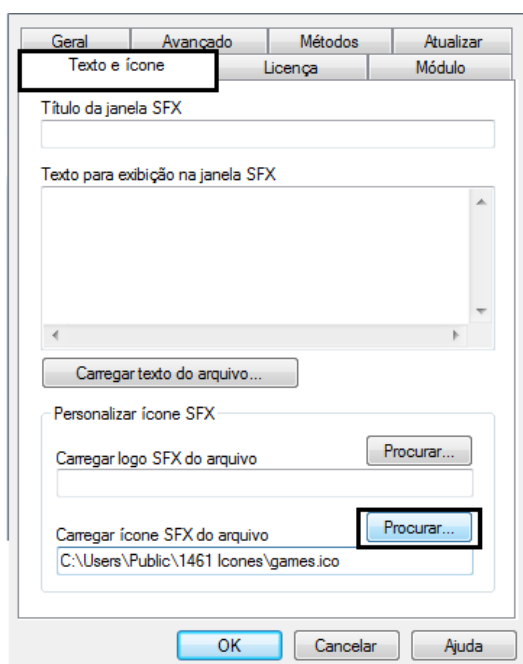 Geral Avançado Métodos Atualizar
Texto e ícone Licença Módulo
Título da janela SFX
Texto para exibição na janela SFX
Carregar texto do arquivo...
Personalizar ícone SFX
Procurar...
Carregar logo SFX do arquivo
Procurar...
Carregar ícone SFX do arquivo
C:\Users\Public\1461 Icones\games.ico
OK Cancelar Ajuda